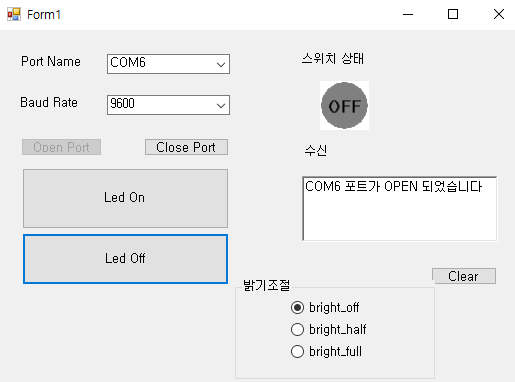 Form1
Port Name
COM6
스위치 상태
Baud Rate
9600
OFF
Open Port
Close Port
수신
Led On
COM6 포트가 OPEN 되었습니다
Led Off
Clear
밝기조절
bright_off
bright_half
bright_full